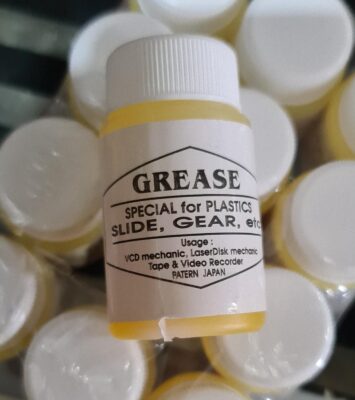 GREASE
SPECIAL for PLASTICS
SLIDE, GEAR, etc
Usage :
VCD mechanic, LaserDisk mechanic
Tape & Video Recorder
PATERN JAPAN